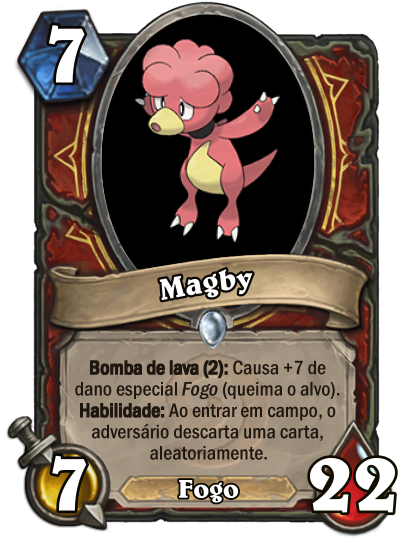 7
Magby
Bomba de lava (2): Causa +7 de
dano especial Fogo (queima o alvo).
Habilidade: Ao entrar em campo, o
adversário descarta uma carta,
aleatoriamente.
7
Fogo
22